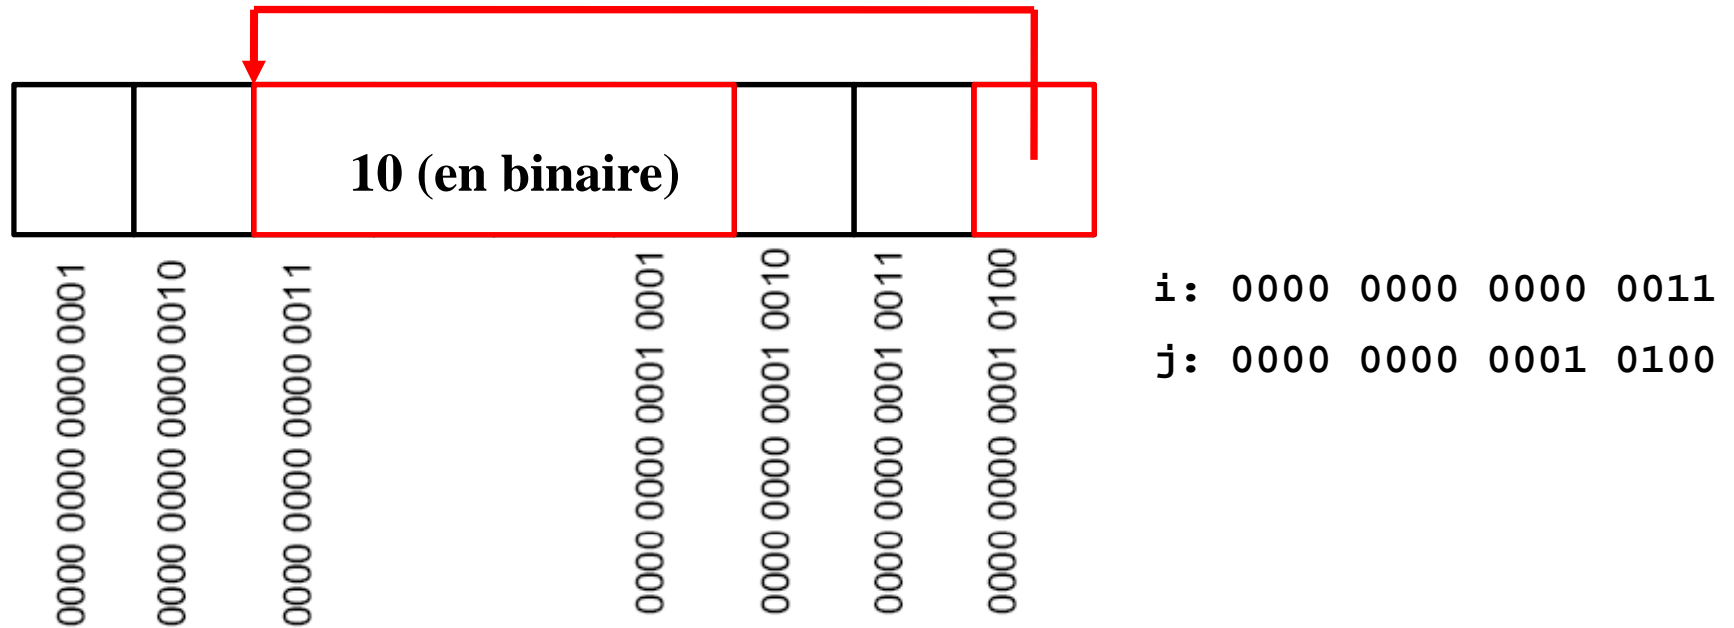 10 (en binaire)
0000 0000 0000 0001
0000 0000 0000 0010
0000 0000 0000 0011
0000 0000 0001 0001
0000 0000 0001 0010
0000 0000 0001 0011
0000 0000 0001 0100
i: 0000 0000 0000 0011
j: 0000 0000 0001 0100